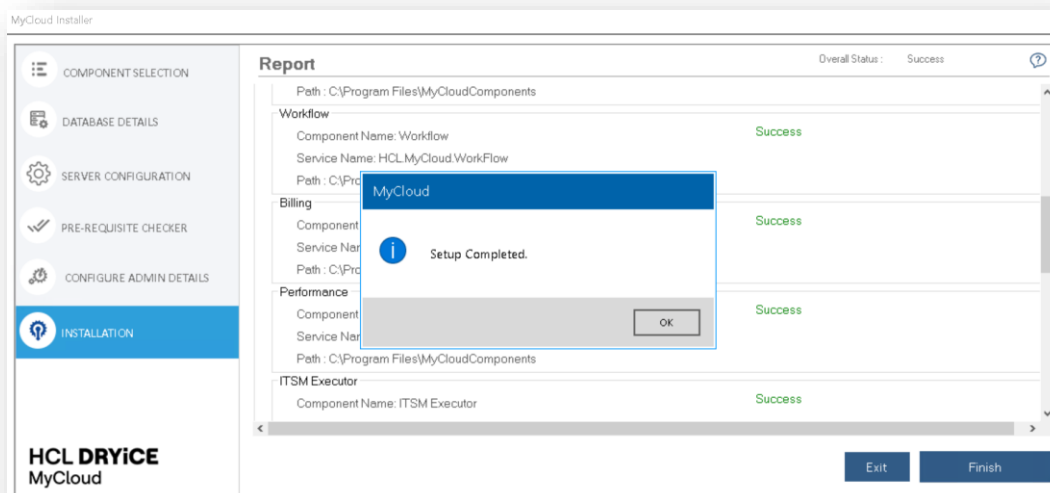 MyCloud Installer
COMPONENT SELECTION
DATABASE DETAILS
SERVER CONFIGURATION
PRE-REQUISITE CHECKER
CONFIGURE ADMIN DETAILS
INSTALLATION
HCL DRYiCE
MyCloud
Report
Overall Status : Success
Path : C:\Program Files\MyCloudComponents
Workflow
Component Name: Workflow
Success
Service Name: HCL.MyCloud.WorkFlow
Path : C:\Pro
Billing
Component
Success
Service Nar
Path : C:\Pro
Performance
Component
Success
Service Nar
Path : C:\Program Files\MyCloudComponents
ITSM Executor
Component Name: ITSM Executor
Success
MyCloud
Setup Completed.
OK
Exit
Finish